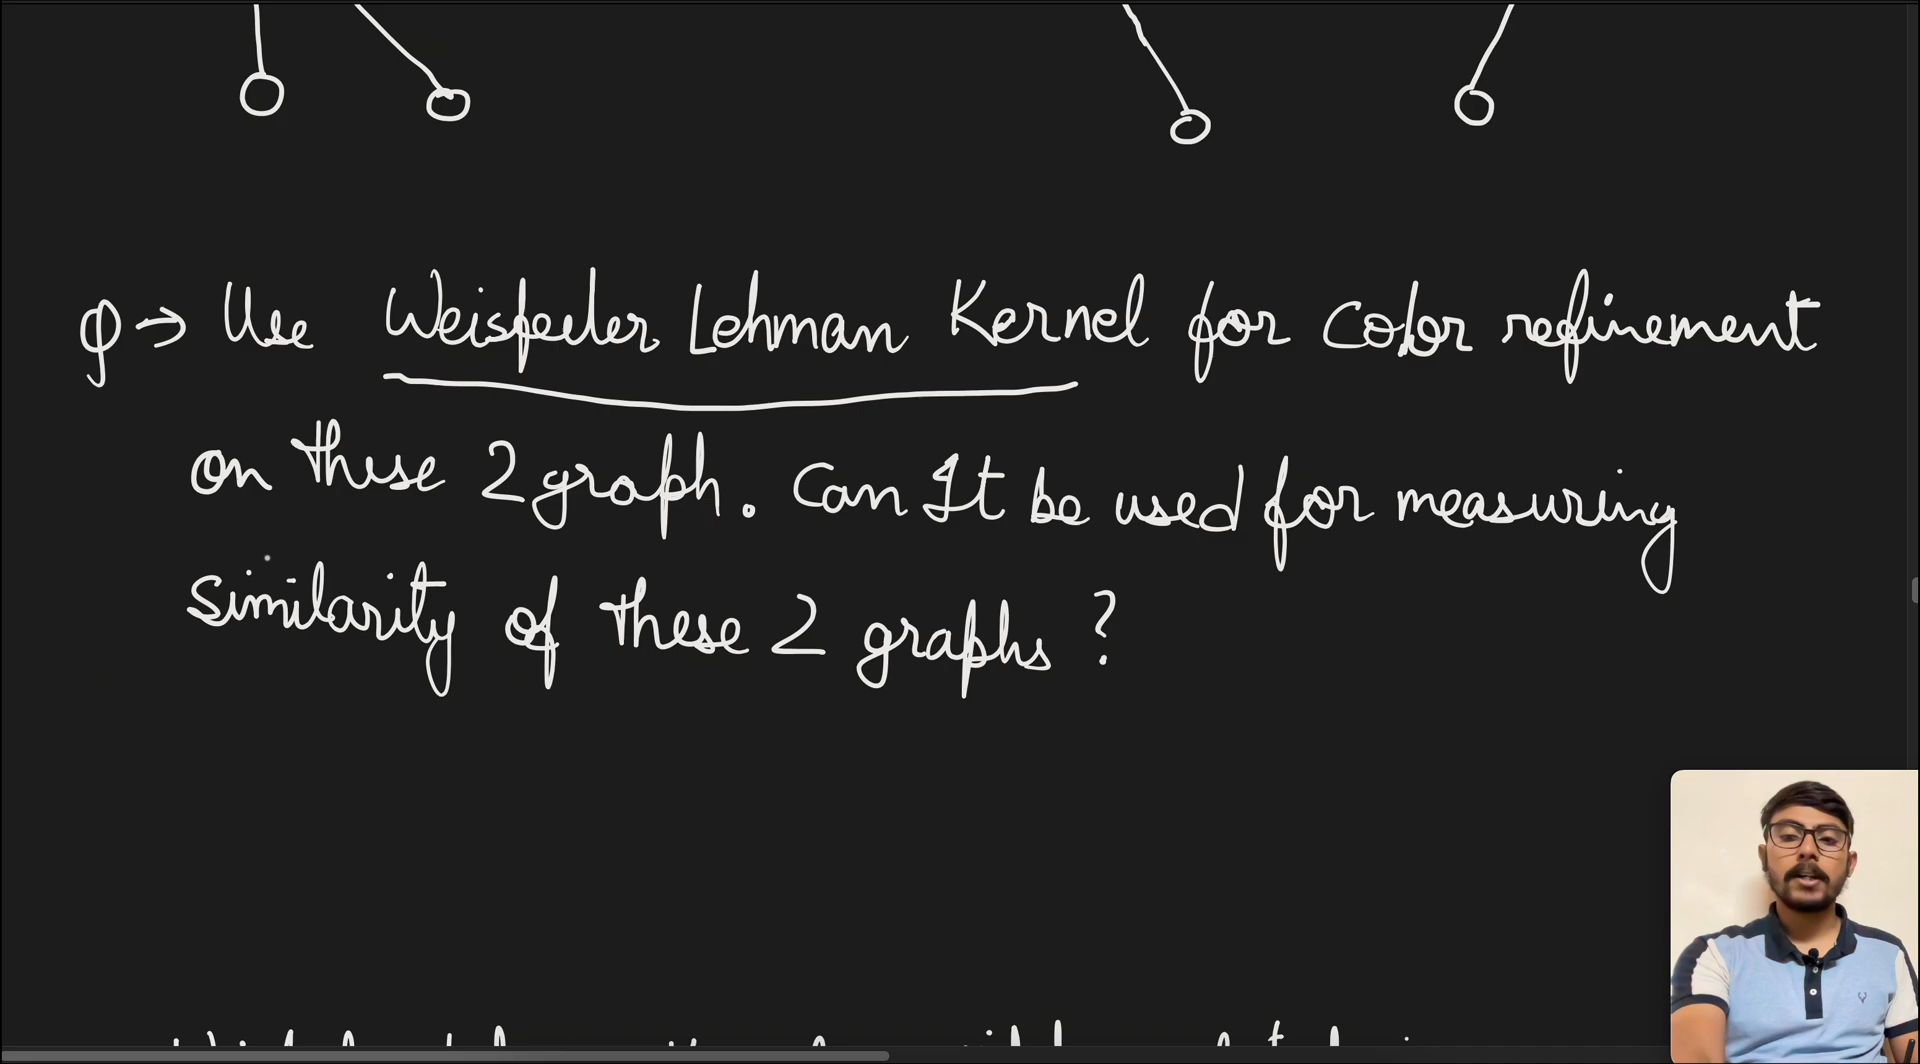 Q → Use Weisfeiler Lehman Kernel for color refinement
on these 2 graph. Can It be used for measuring
similarity of these 2 graphs ?